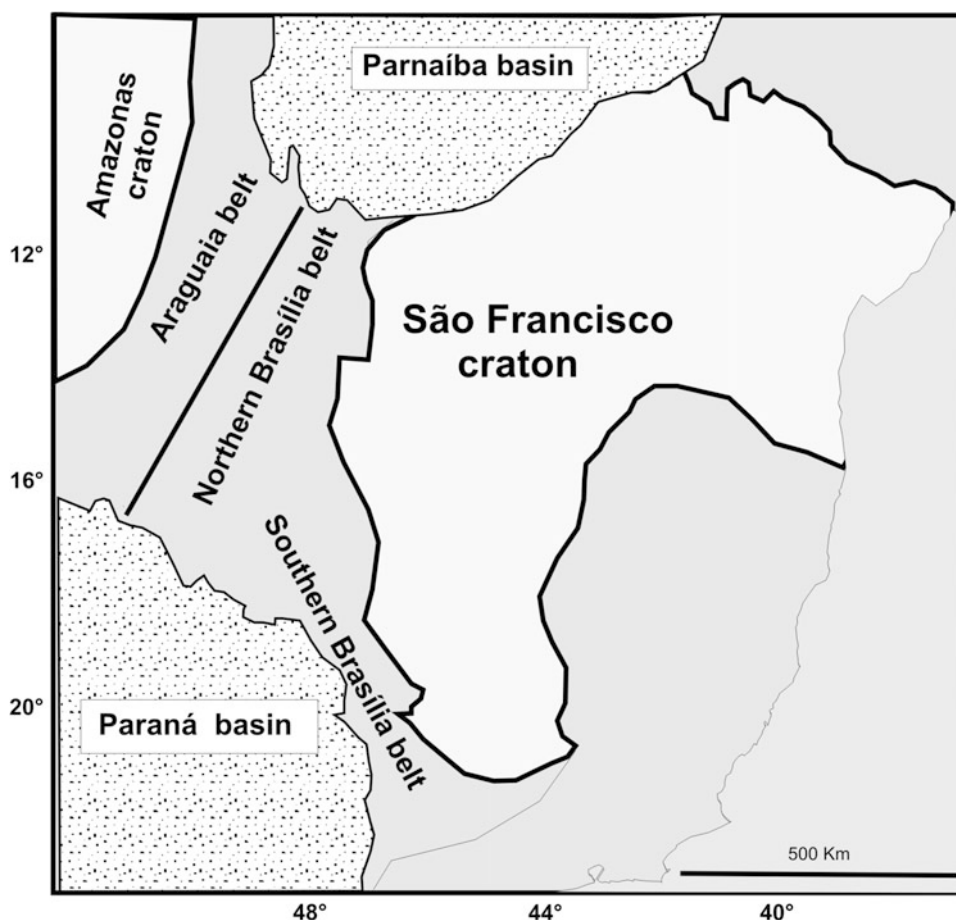 Parnaíba basin
Amazonas
craton
Araguaia belt
Northern Brasília belt
São Francisco
craton
Southern Brasília belt
Paraná basin
12°
16°
20°
500 Km
48°
44°
40°